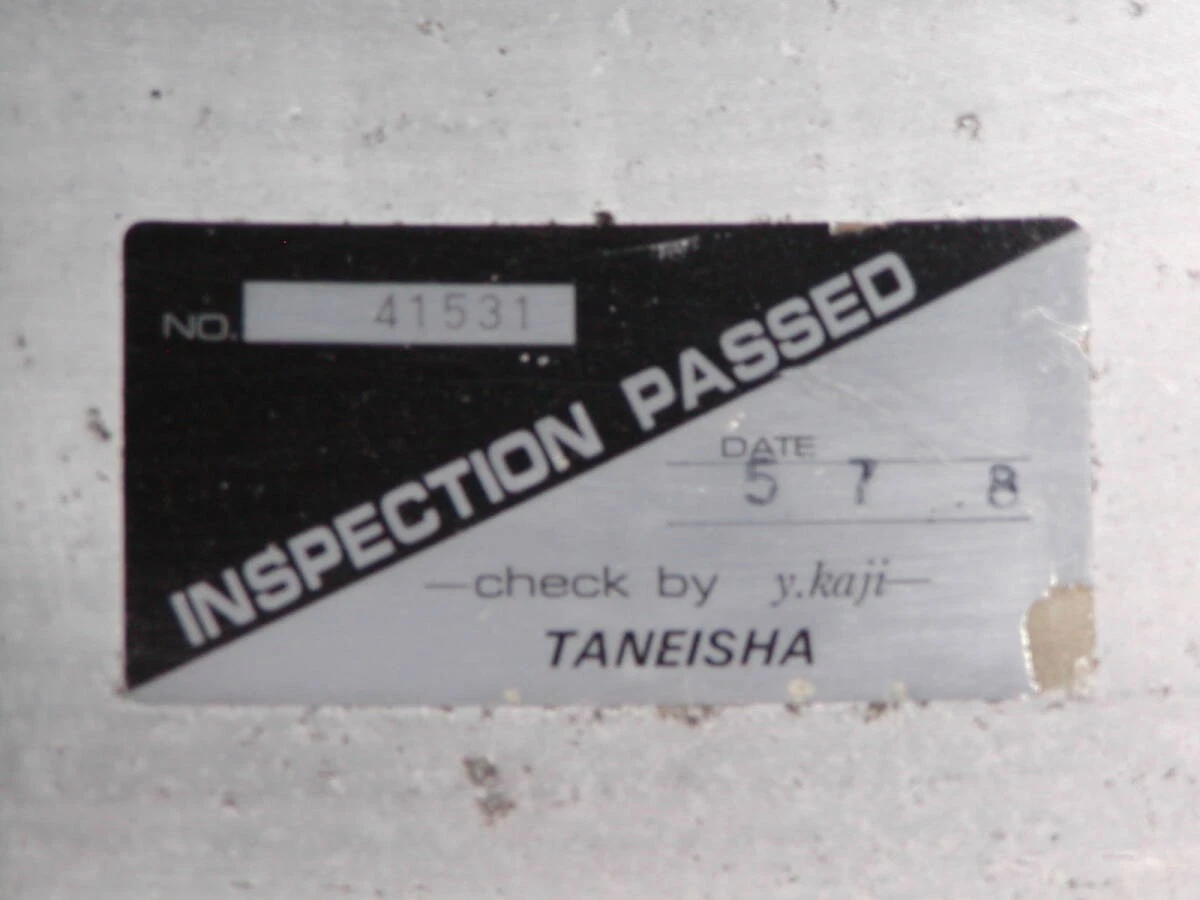 NO. 41531
INSPECTION PASSED
DATE
5 7 .8
—check by y.kaji—
TANEISHA